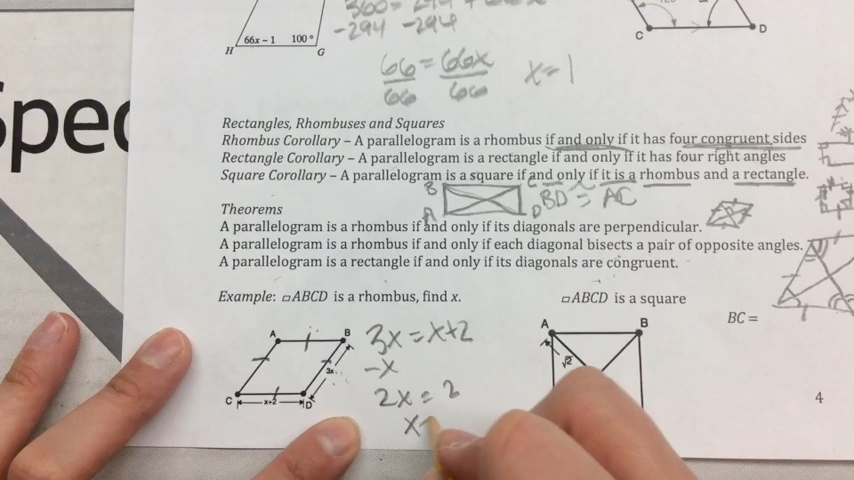 66x – 1 100°
H G
-294 -294
66 = 66x x=1
66 66
C D
Spec
Rectangles, Rhombuses and Squares
Rhombus Corollary – A parallelogram is a rhombus if and only if it has four congruent sides
Rectangle Corollary – A parallelogram is a rectangle if and only if it has four right angles
Square Corollary – A parallelogram is a square if and only if it is a rhombus and a rectangle.
B C
A D
BD = AC
Theorems
A parallelogram is a rhombus if and only if its diagonals are perpendicular.
A parallelogram is a rhombus if and only if each diagonal bisects a pair of opposite angles.
A parallelogram is a rectangle if and only if its diagonals are congruent.
Example: ▱ABCD is a rhombus, find x.
▱ABCD is a square
BC =
A B
3x
C x+2 D
3x = x+2
-x
2x = 2
x=
A B
√2
4